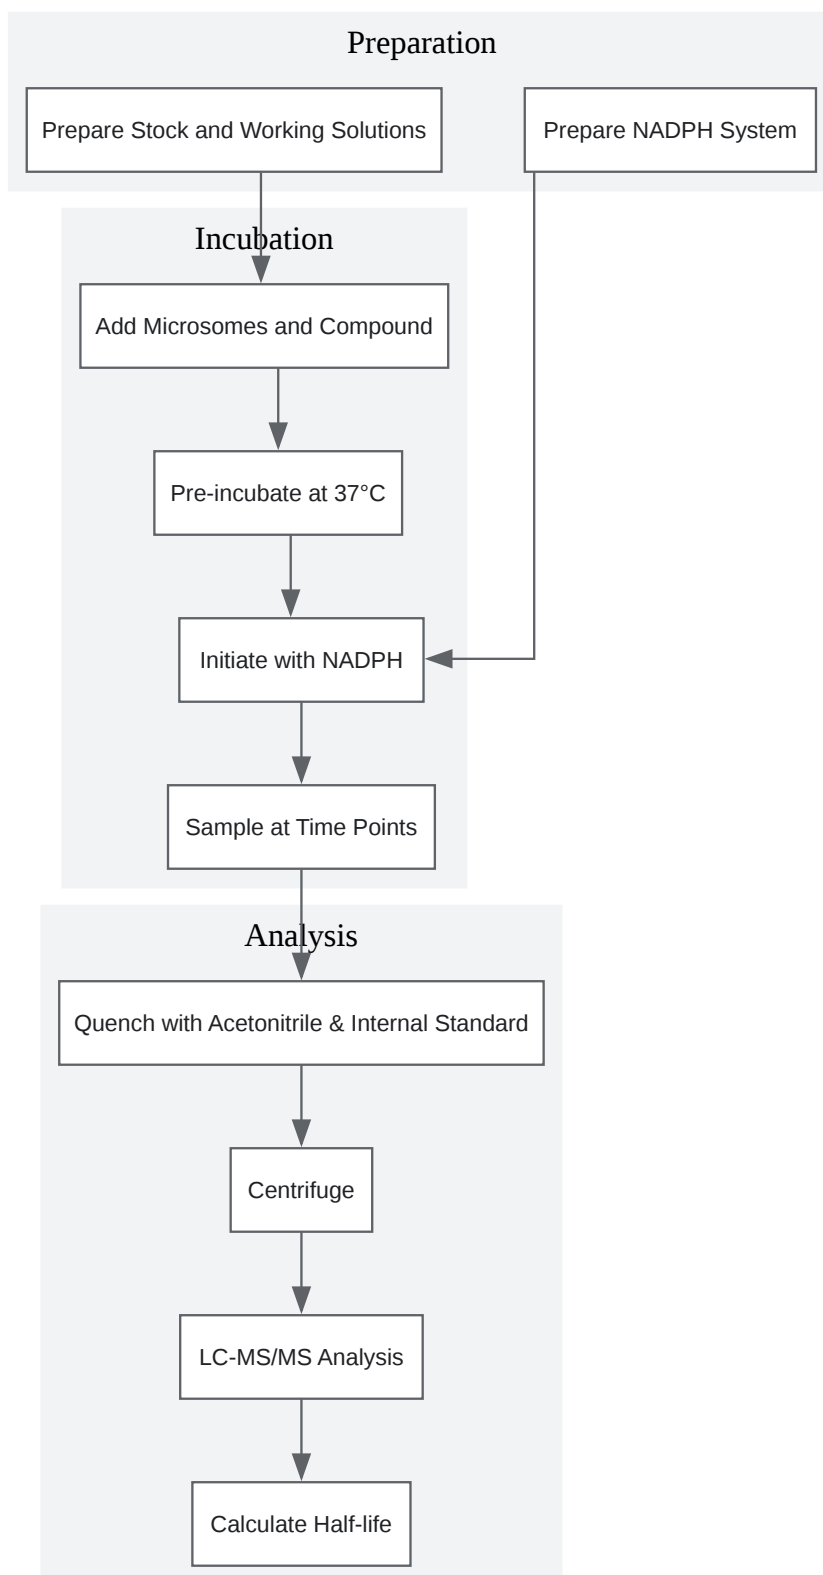 Preparation
Prepare Stock and Working Solutions
Prepare NADPH System
Incubation
Add Microsomes and Compound
Pre-incubate at 37°C
Initiate with NADPH
Sample at Time Points
Analysis
Quench with Acetonitrile & Internal Standard
Centrifuge
LC-MS/MS Analysis
Calculate Half-life